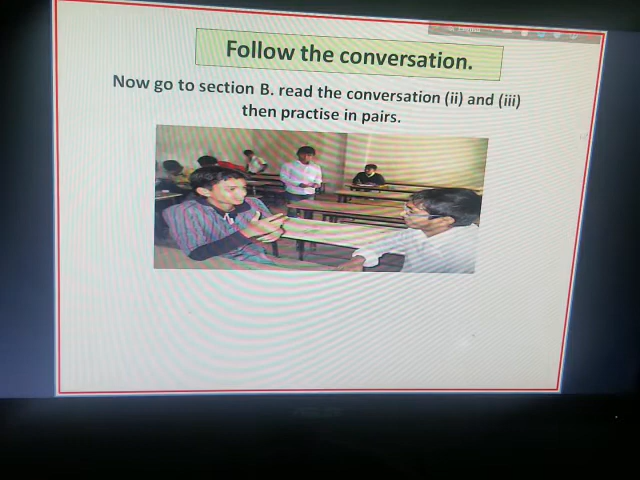 Follow the conversation.
Now go to section B. read the conversation (ii) and (iii)
then practise in pairs.